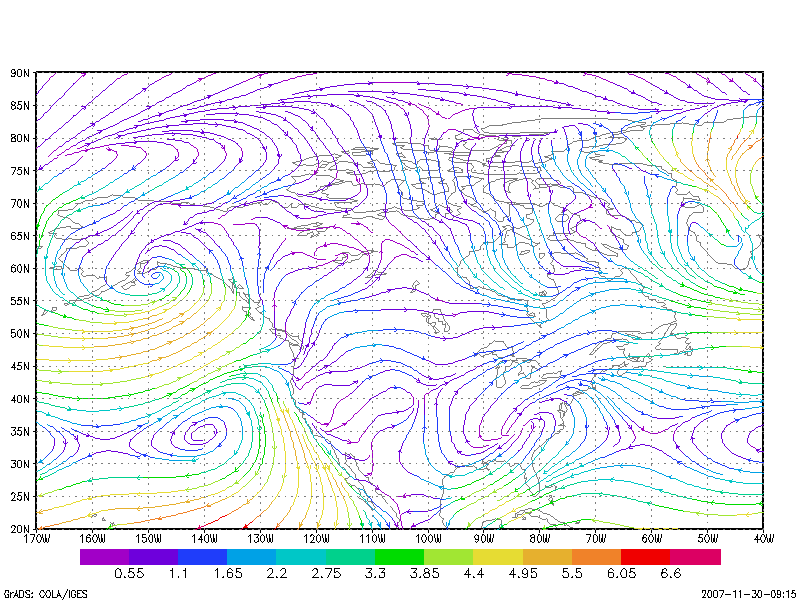 90N
85N
80N
75N
70N
65N
60N
55N
50N
45N
40N
35N
30N
25N
20N
170W 160W 150W 140W 130W 120W 110W 100W 90W 80W 70W 60W 50W 40W
0.55 1.1 1.65 2.2 2.75 3.3 3.85 4.4 4.95 5.5 6.05 6.6
GrADS: COLA/IGES 2007-11-30-09:15